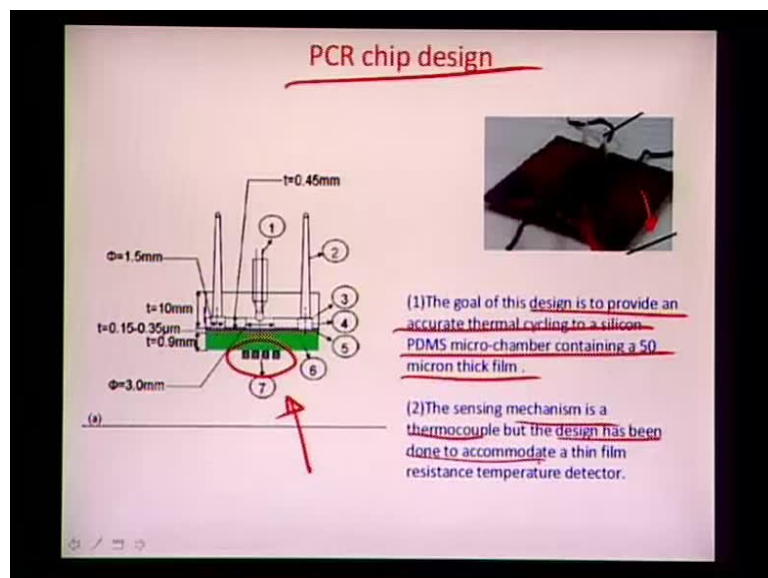 PCR chip design
t=0.45mm
1
Φ=1.5mm
2
t=10mm
3
t=0.15-0.35µm
4
t=0.9mm
5
6
Φ=3.0mm
7
(a)
(1)The goal of this design is to provide an
accurate thermal cycling to a silicon
PDMS micro-chamber containing a 50
micron thick film .
(2)The sensing mechanism is a
thermocouple but the design has been
done to accommodate a thin film
resistance temperature detector.